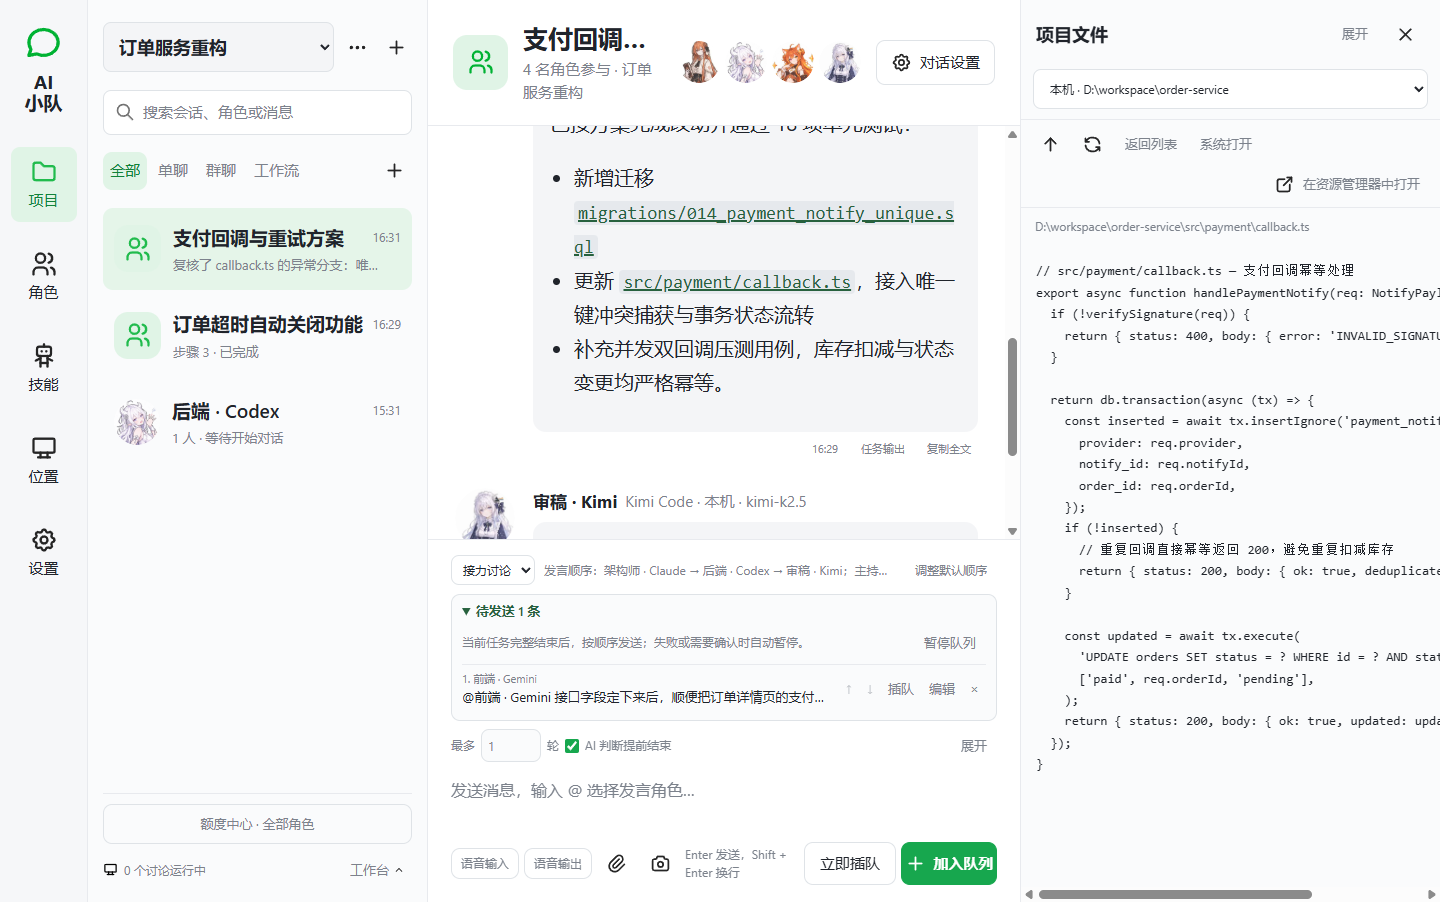 AI
小队
项目
角色
技能
位置
设置
订单服务重构
搜索会话、角色或消息
全部 单聊 群聊 工作流
支付回调与重试方案 16:31
复核了 callback.ts 的异常分支：唯...
订单超时自动关闭功能 16:29
步骤 3 · 已完成
后端 · Codex 15:31
1 人 · 等待开始对话
额度中心 · 全部角色
0 个讨论运行中 工作台
支付回调...
4 名角色参与 · 订单
服务重构
对话设置
新增迁移
migrations/014_payment_notify_unique.s
ql
更新 src/payment/callback.ts，接入唯一
键冲突捕获与事务状态流转
补充并发双回调压测用例，库存扣减与状态
变更均严格幂等。
16:29 任务输出 复制全文
审稿 · Kimi Kimi Code · 本机 · kimi-k2.5
接力讨论 发言顺序：架构师 · Claude → 后端 · Codex → 审稿 · Kimi；主持... 调整默认顺序
▼ 待发送 1 条
当前任务完整结束后，按顺序发送；失败或需要确认时自动暂停。 暂停队列
1. 前端 · Gemini
@前端 · Gemini 接口字段定下来后，顺便把订单详情页的支付... ↑ ↓ 插队 编辑 ×
最多 1 轮 AI 判断提前结束 展开
发送消息，输入 @ 选择发言角色...
语音输入 语音输出 Enter 发送，Shift +
Enter 换行
立即插队 加入队列
项目文件 展开
本机 · D:\workspace\order-service
返回列表 系统打开
在资源管理器中打开
D:\workspace\order-service\src\payment\callback.ts
// src/payment/callback.ts — 支付回调幂等处理
export async function handlePaymentNotify(req: NotifyPayl
if (!verifySignature(req)) {
return { status: 400, body: { error: 'INVALID_SIGNATU
}
return db.transaction(async (tx) => {
const inserted = await tx.insertIgnore('payment_notif
provider: req.provider,
notify_id: req.notifyId,
order_id: req.orderId,
});
if (!inserted) {
// 重复回调直接幂等返回 200，避免重复扣减库存
return { status: 200, body: { ok: true, deduplicate
}
const updated = await tx.execute(
'UPDATE orders SET status = ? WHERE id = ? AND stat
['paid', req.orderId, 'pending'],
);
return { status: 200, body: { ok: true, updated: upda
});
}